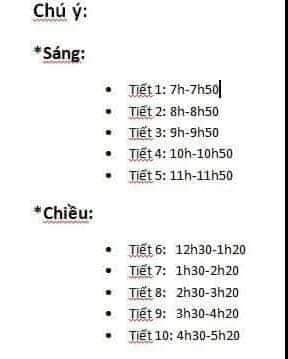 Chú ý:
*Sáng:
• Tiết 1: 7h-7h50
• Tiết 2: 8h-8h50
• Tiết 3: 9h-9h50
• Tiết 4: 10h-10h50
• Tiết 5: 11h-11h50
*Chiều:
• Tiết 6: 12h30-1h20
• Tiết 7: 1h30-2h20
• Tiết 8: 2h30-3h20
• Tiết 9: 3h30-4h20
• Tiết 10: 4h30-5h20